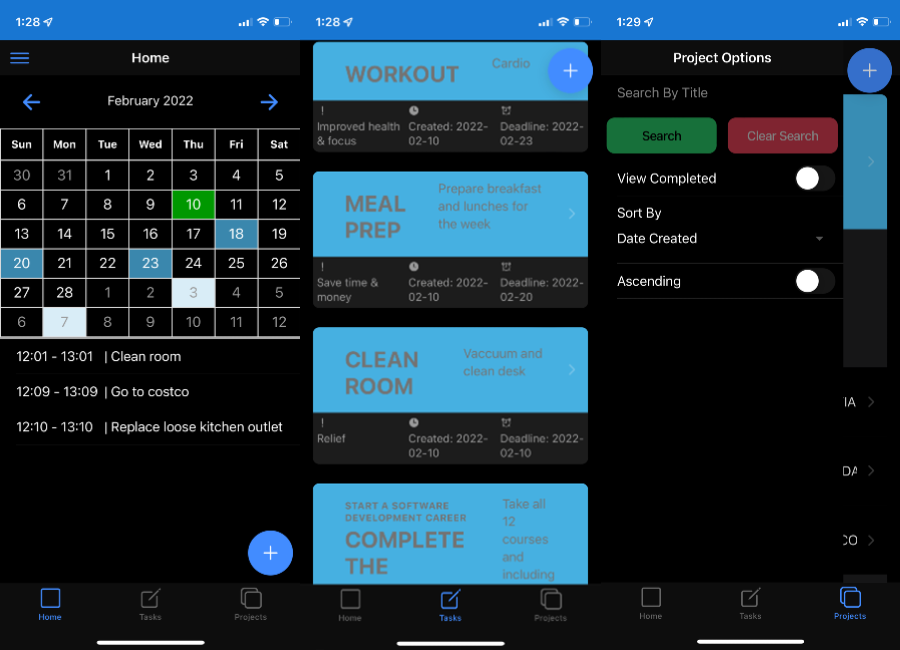 1:28
Home
February 2022
Sun Mon Tue Wed Thu Fri Sat
30 31 1 2 3 4 5
6 7 8 9 10 11 12
13 14 15 16 17 18 19
20 21 22 23 24 25 26
27 28 1 2 3 4 5
6 7 8 9 10 11 12
12:01 - 13:01 | Clean room
12:09 - 13:09 | Go to costco
12:10 - 13:10 | Replace loose kitchen outlet
+
Home Tasks Projects
1:28
WORKOUT
Cardio
+
!
Improved health
& focus
Created: 2022-
02-10
Deadline: 2022-
02-23
MEAL
PREP
Prepare breakfast
and lunches for
the week
!
Save time &
money
Created: 2022-
02-10
Deadline: 2022-
02-20
CLEAN
ROOM
Vaccuum and
clean desk
!
Relief
Created: 2022-
02-10
Deadline: 2022-
02-10
START A SOFTWARE
DEVELOPMENT CAREER
COMPLETE
THE
Take all
12
courses
and
including
Home Tasks Projects
1:29
Project Options
+
Search By Title
Search Clear Search
View Completed
Sort By
Date Created
Ascending
IA
DA
CO
Home Tasks Projects